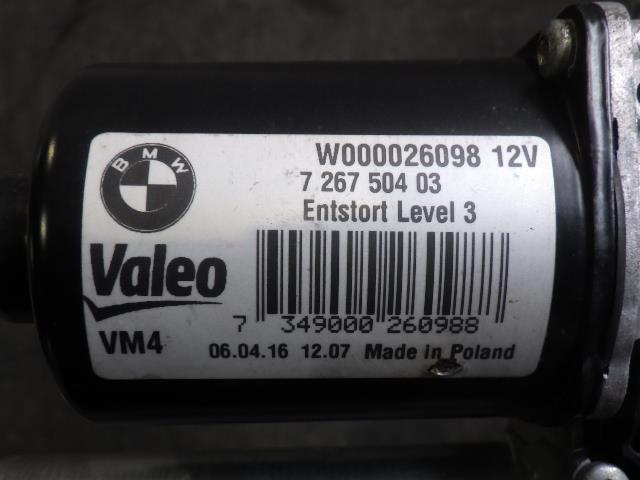 BMW
W000026098 12V
7 267 504 03
Entstort Level 3
Valeo
7 349000 260988
VM4
06.04.16 12.07 Made in Poland